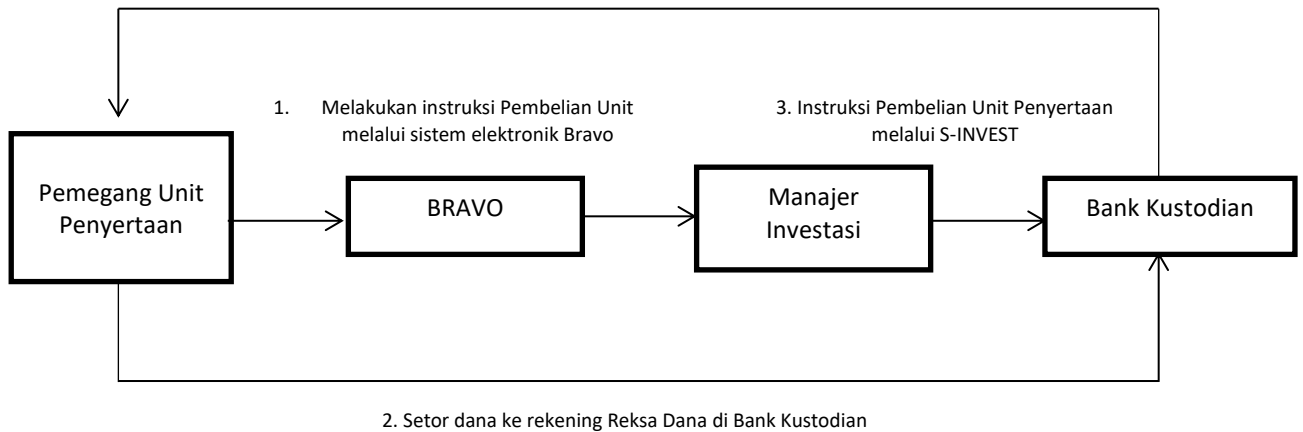 1. Melakukan instruksi Pembelian Unit
melalui sistem elektronik Bravo
3. Instruksi Pembelian Unit Penyertaan
melalui S-INVEST
Pemegang Unit
Penyertaan
BRAVO
Manajer
Investasi
Bank Kustodian
2. Setor dana ke rekening Reksa Dana di Bank Kustodian